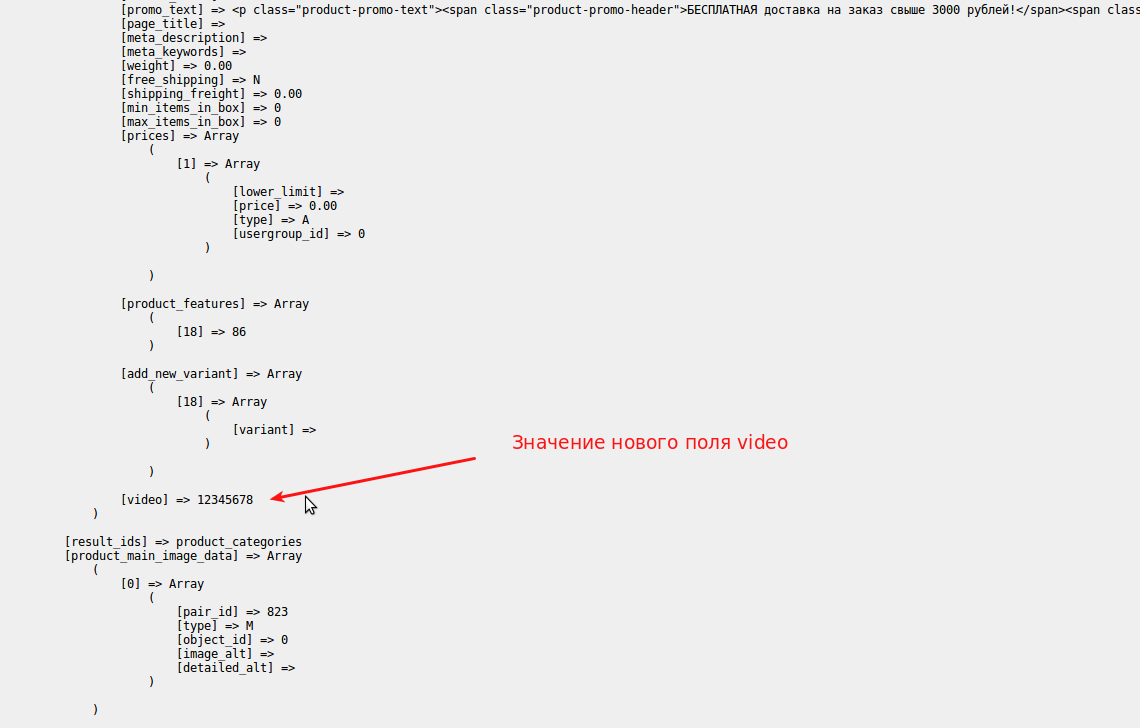 [promo_text] => <p class="product-promo-text"><span class="product-promo-header">БЕСПЛАТНАЯ доставка на заказ свыше 3000 рублей!</span><span class
[page_title] =>
[meta_description] =>
[meta_keywords] =>
[weight] => 0.00
[free_shipping] => N
[shipping_freight] => 0.00
[min_items_in_box] => 0
[max_items_in_box] => 0
[prices] => Array
(
[1] => Array
(
[lower_limit] =>
[price] => 0.00
[type] => A
[usergroup_id] => 0
)
)
[product_features] => Array
(
[18] => 86
)
[add_new_variant] => Array
(
[18] => Array
(
[variant] =>
)
Значение нового поля video
)
[video] => 12345678
)
[result_ids] => product_categories
[product_main_image_data] => Array
(
[0] => Array
(
[pair_id] => 823
[type] => M
[object_id] => 0
[image_alt] =>
[detailed_alt] =>
)
)